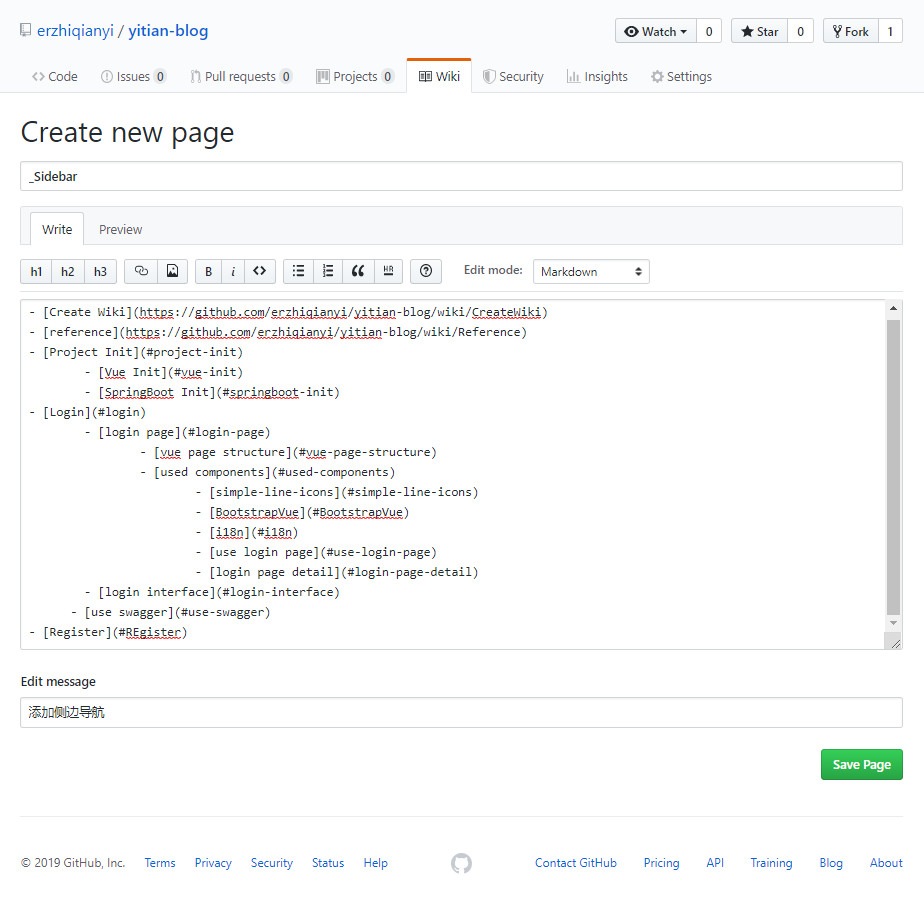 erzhiqianyi / yitian-blog
Watch 0 Star 0 Fork 1
Code Issues 0 Pull requests 0 Projects 0 Wiki Security Insights Settings
Create new page
_Sidebar
Write Preview
h1 h2 h3 B i HR Edit mode: Markdown
- [Create Wiki](https://github.com/erzhiqianyi/yitian-blog/wiki/CreateWiki)
- [reference](https://github.com/erzhiqianyi/yitian-blog/wiki/Reference)
- [Project Init](#project-init)
- [Vue Init](#vue-init)
- [SpringBoot Init](#springboot-init)
- [Login](#login)
- [login page](#login-page)
- [vue page structure](#vue-page-structure)
- [used components](#used-components)
- [simple-line-icons](#simple-line-icons)
- [BootstrapVue](#BootstrapVue)
- [i18n](#i18n)
- [use login page](#use-login-page)
- [login page detail](#login-page-detail)
- [login interface](#login-interface)
- [use swagger](#use-swagger)
- [Register](#REgister)
Edit message
添加侧边导航
Save Page
© 2019 GitHub, Inc. Terms Privacy Security Status Help Contact GitHub Pricing API Training Blog About